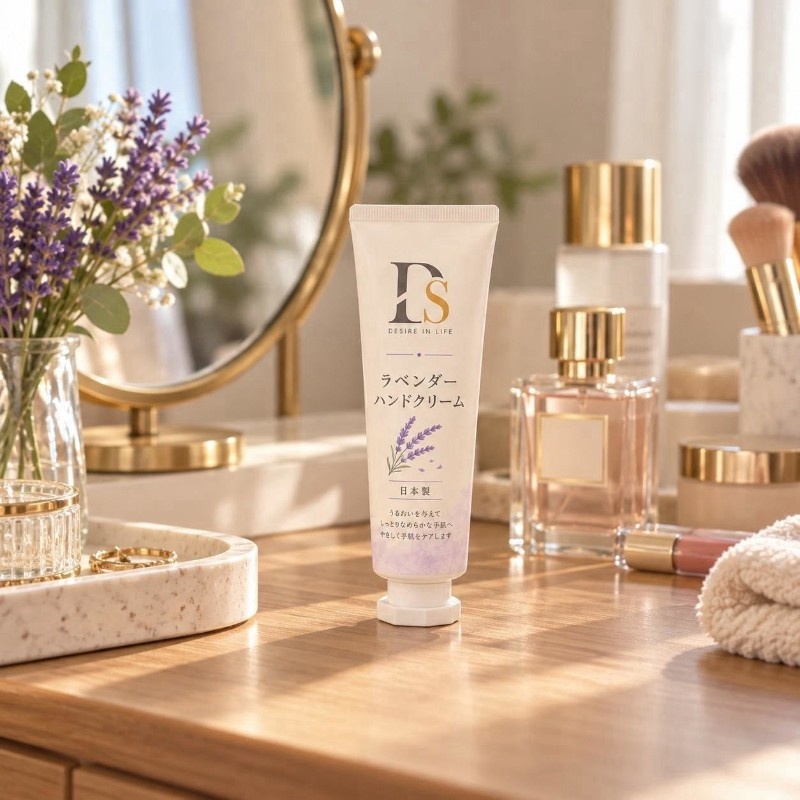 DS
DESIRE IN LIFE
ラベンダー
ハンドクリーム
日本製
うるおいを与えて
しっとりなめらかな手肌へ
やさしく手肌をケアします